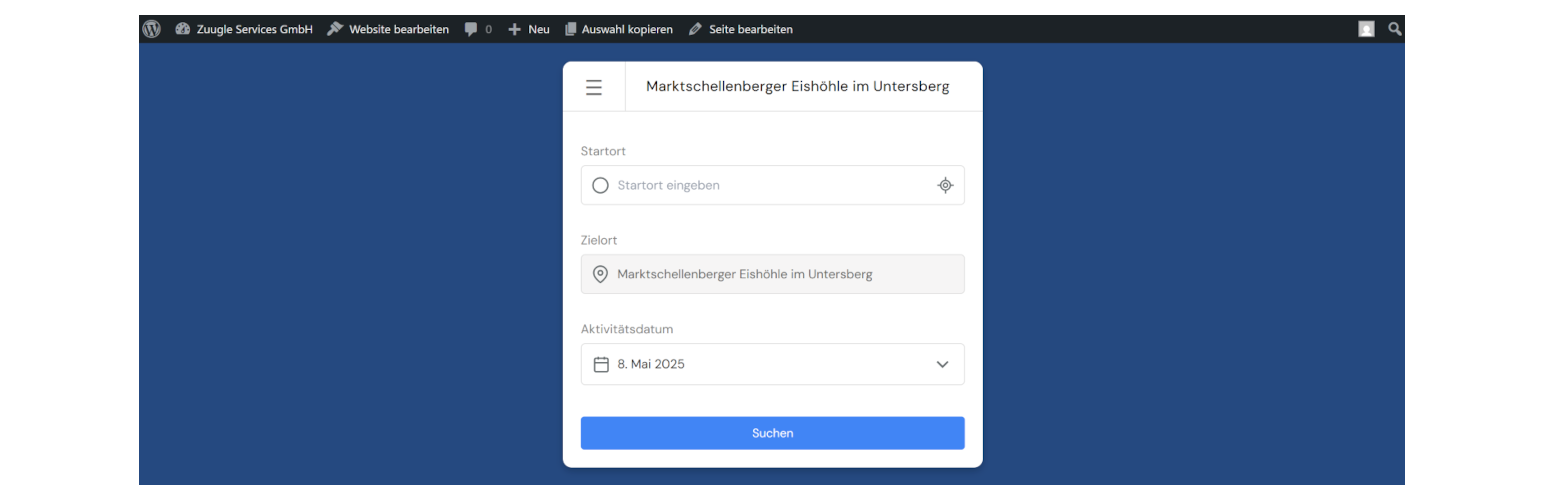 Zuugle Services GmbH Website bearbeiten 0 Neu Auswahl kopieren Seite bearbeiten
Marktschellenberger Eishöhle im Untersberg
Startort
Startort eingeben
Zielort
Marktschellenberger Eishöhle im Untersberg
Aktivitätsdatum
8. Mai 2025
Suchen